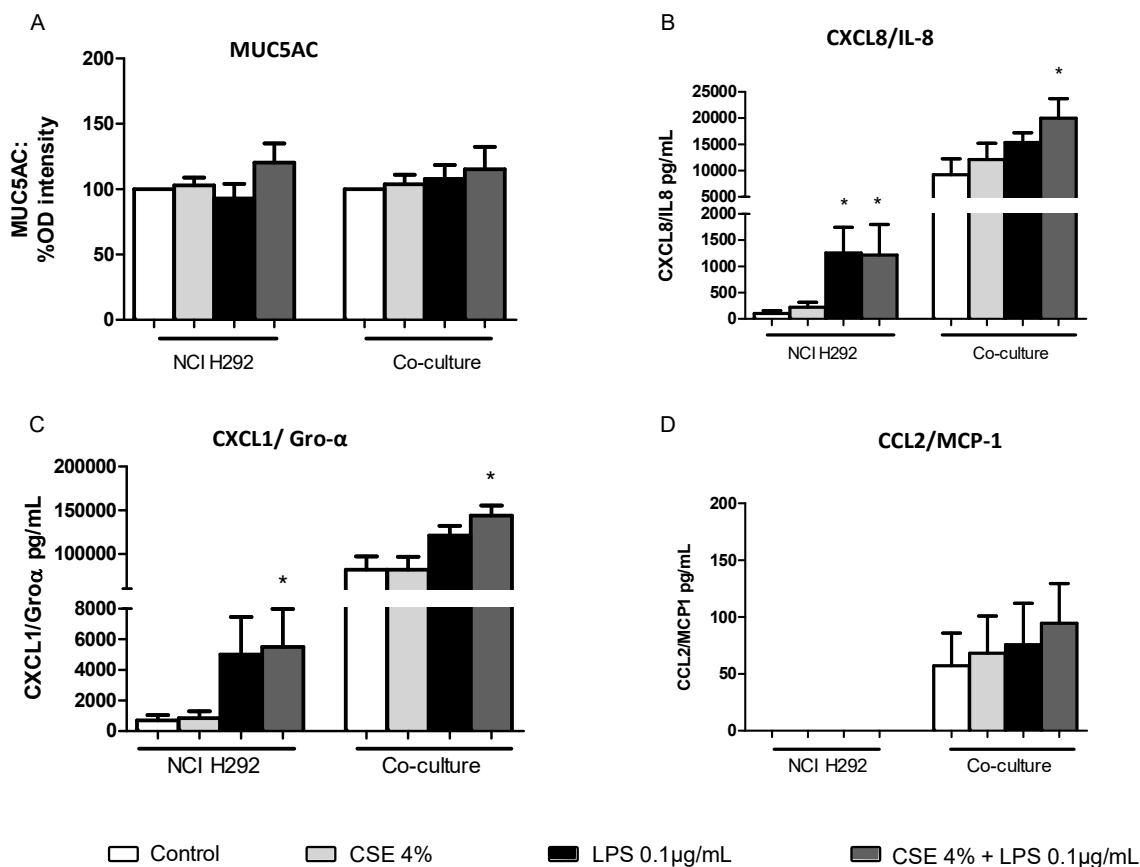 A
MUC5AC
MUC5AC:
%OD intensity
200
150
100
50
0
NCI H292
Co-culture
B
CXCL8/IL-8
CXCL8/IL8 pg/mL
25000
20000
15000
10000
5000
2000
1500
1000
500
0
*
*
*
NCI H292
Co-culture
C
CXCL1/ Gro-α
CXCL1/Groα pg/mL
200000
150000
100000
8000
6000
4000
2000
0
*
*
NCI H292
Co-culture
D
CCL2/MCP-1
CCL2/MCP1 pg/mL
200
150
100
50
0
NCI H292
Co-culture
Control
CSE 4%
LPS 0.1µg/mL
CSE 4% + LPS 0.1µg/mL